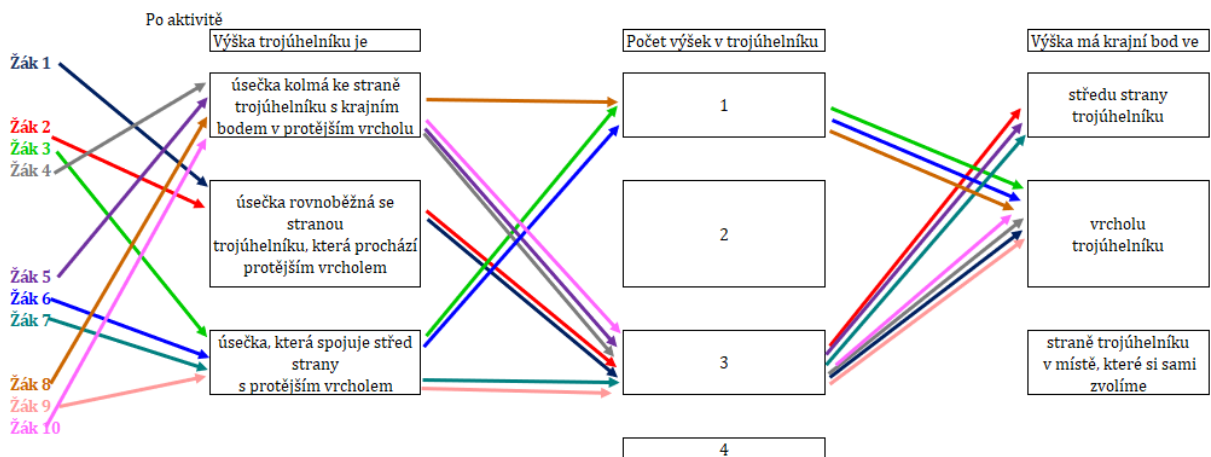 Po aktivitě
Výška trojúhelníku je
Počet výšek v trojúhelníku
Výška má krajní bod ve
Žák 1
Žák 2
Žák 3
Žák 4
Žák 5
Žák 6
Žák 7
Žák 8
Žák 9
Žák 10
úsečka kolmá ke straně
trojúhelníku s krajním
bodem v protějším vrcholu
úsečka rovnoběžná se
stranou
trojúhelníku, která prochází
protějším vrcholem
úsečka, která spojuje střed
strany
s protějším vrcholem
1
2
3
4
středu strany
trojúhelníku
vrcholu
trojúhelníku
straně trojúhelníku
v místě, které si sami
zvolíme